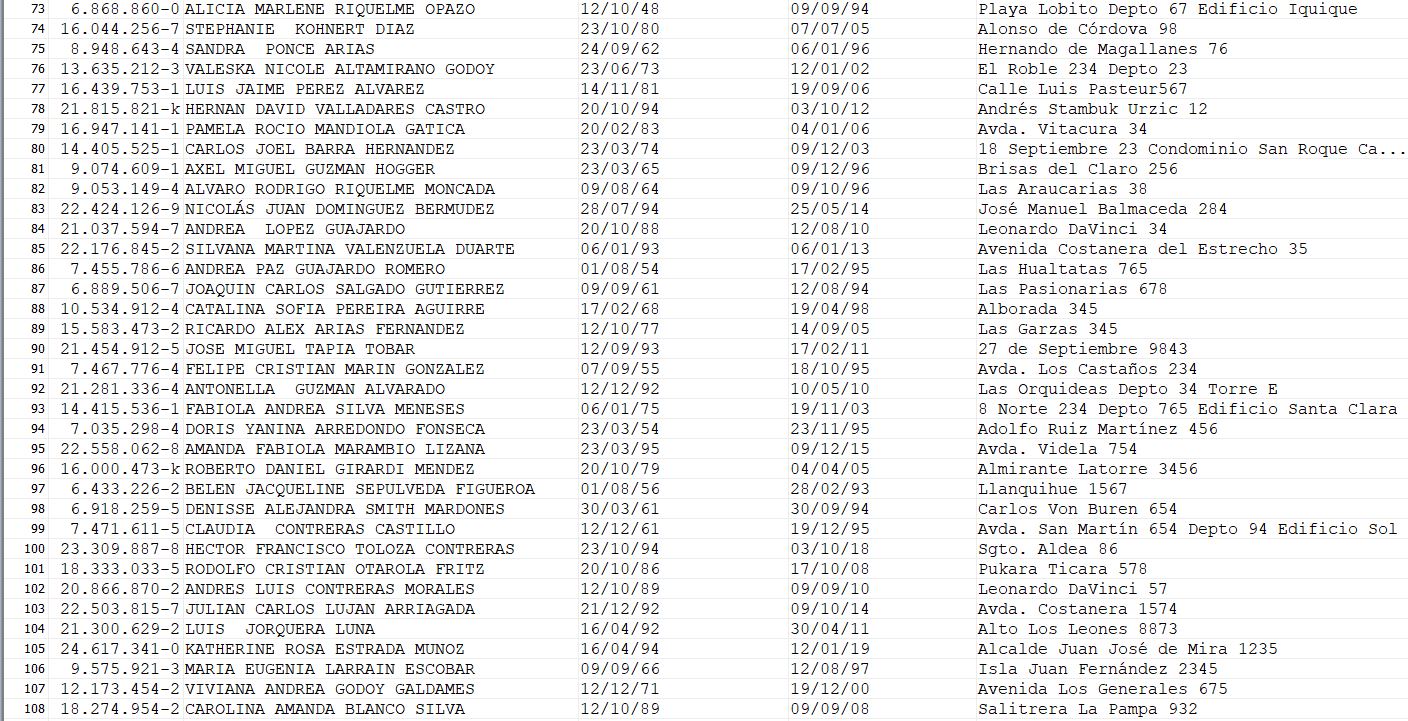 73 6.868.860-0 ALICIA MARLENE RIQUELME OPAZO 12/10/48 09/09/94 Playa Lobito Depto 67 Edificio Iquique
74 16.044.256-7 STEPHANIE  KOHNERT DIAZ 23/10/80 07/07/05 Alonso de Córdova 98
75 8.948.643-4 SANDRA  PONCE ARIAS 24/09/62 06/01/96 Hernando de Magallanes 76
76 13.635.212-3 VALESKA NICOLE ALTAMIRANO GODOY 23/06/73 12/01/02 El Roble 234 Depto 23
77 16.439.753-1 LUIS JAIME PEREZ ALVAREZ 14/11/81 19/09/06 Calle Luis Pasteur567
78 21.815.821-k HERNAN DAVID VALLADARES CASTRO 20/10/94 03/10/12 Andrés Stambuk Urzic 12
79 16.947.141-1 PAMELA ROCIO MANDIOLA GATICA 20/02/83 04/01/06 Avda. Vitacura 34
80 14.405.525-1 CARLOS JOEL BARRA HERNANDEZ 23/03/74 09/12/03 18 Septiembre 23 Condominio San Roque Ca...
81 9.074.609-1 AXEL MIGUEL GUZMAN HOGGER 23/03/65 09/12/96 Brisas del Claro 256
82 9.053.149-4 ALVARO RODRIGO RIQUELME MONCADA 09/08/64 09/10/96 Las Araucarias 38
83 22.424.126-9 NICOLÁS JUAN DOMINGUEZ BERMUDEZ 28/07/94 25/05/14 José Manuel Balmaceda 284
84 21.037.594-7 ANDREA  LOPEZ GUAJARDO 20/10/88 12/08/10 Leonardo DaVinci 34
85 22.176.845-2 SILVANA MARTINA VALENZUELA DUARTE 06/01/93 06/01/13 Avenida Costanera del Estrecho 35
86 7.455.786-6 ANDREA PAZ GUAJARDO ROMERO 01/08/54 17/02/95 Las Hualtatas 765
87 6.889.506-7 JOAQUIN CARLOS SALGADO GUTIERREZ 09/09/61 12/08/94 Las Pasionarias 678
88 10.534.912-4 CATALINA SOFIA PEREIRA AGUIRRE 17/02/68 19/04/98 Alborada 345
89 15.583.473-2 RICARDO ALEX ARIAS FERNANDEZ 12/10/77 14/09/05 Las Garzas 345
90 21.454.912-5 JOSE MIGUEL TAPIA TOBAR 12/09/93 17/02/11 27 de Septiembre 9843
91 7.467.776-4 FELIPE CRISTIAN MARIN GONZALEZ 07/09/55 18/10/95 Avda. Los Castaños 234
92 21.281.336-4 ANTONELLA  GUZMAN ALVARADO 12/12/92 10/05/10 Las Orquideas Depto 34 Torre E
93 14.415.536-1 FABIOLA ANDREA SILVA MENESES 06/01/75 19/11/03 8 Norte 234 Depto 765 Edificio Santa Clara
94 7.035.298-4 DORIS YANINA ARREDONDO FONSECA 23/03/54 23/11/95 Adolfo Ruiz Martínez 456
95 22.558.062-8 AMANDA FABIOLA MARAMBIO LIZANA 23/03/95 09/12/15 Avda. Videla 754
96 16.000.473-k ROBERTO DANIEL GIRARDI MENDEZ 20/10/79 04/04/05 Almirante Latorre 3456
97 6.433.226-2 BELEN JACQUELINE SEPULVEDA FIGUEROA 01/08/56 28/02/93 Llanquihue 1567
98 6.918.259-5 DENISSE ALEJANDRA SMITH MARDONES 30/03/61 30/09/94 Carlos Von Buren 654
99 7.471.611-5 CLAUDIA  CONTRERAS CASTILLO 12/12/61 19/12/95 Avda. San Martín 654 Depto 94 Edificio Sol
100 23.309.887-8 HECTOR FRANCISCO TOLOZA CONTRERAS 23/10/94 03/10/18 Sgto. Aldea 86
101 18.333.033-5 RODOLFO CRISTIAN OTAROLA FRITZ 20/10/86 17/10/08 Pukara Ticara 578
102 20.866.870-2 ANDRES LUIS CONTRERAS MORALES 12/10/89 09/09/10 Leonardo DaVinci 57
103 22.503.815-7 JULIAN CARLOS LUJAN ARRIAGADA 21/12/92 09/10/14 Avda. Costanera 1574
104 21.300.629-2 LUIS  JORQUERA LUNA 16/04/92 30/04/11 Alto Los Leones 8873
105 24.617.341-0 KATHERINE ROSA ESTRADA MUNOZ 16/04/94 12/01/19 Alcalde Juan José de Mira 1235
106 9.575.921-3 MARIA EUGENIA LARRAIN ESCOBAR 09/09/66 12/08/97 Isla Juan Fernández 2345
107 12.173.454-2 VIVIANA ANDREA GODOY GALDAMES 12/12/71 19/12/00 Avenida Los Generales 675
108 18.274.954-2 CAROLINA AMANDA BLANCO SILVA 12/10/89 09/09/08 Salitrera La Pampa 932